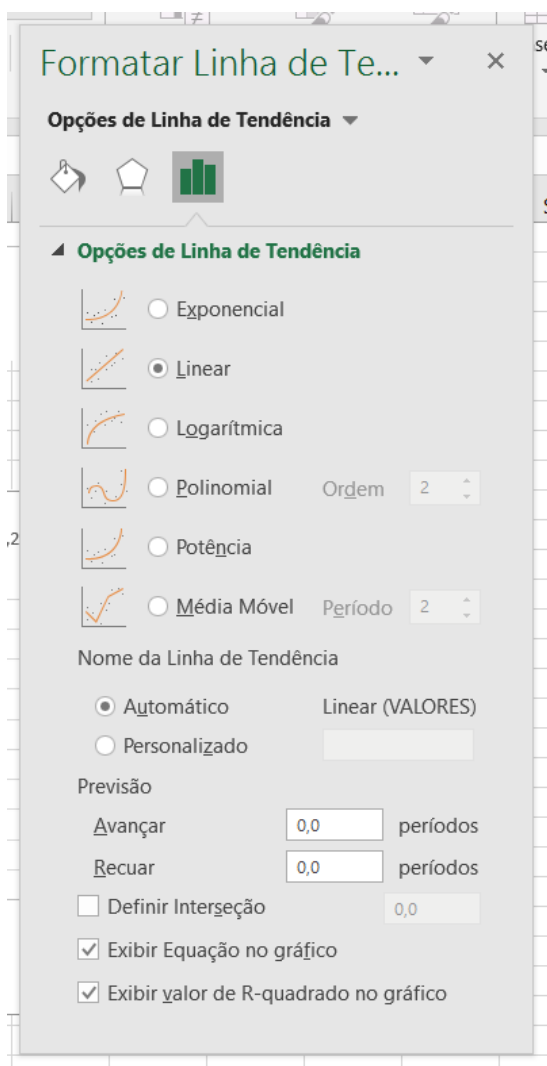 Formatar Linha de Te...
Opções de Linha de Tendência
Opções de Linha de Tendência
Exponencial
Linear
Logarítmica
Polinomial Ordem 2
Potência
Média Móvel Período 2
Nome da Linha de Tendência
Automático Linear (VALORES)
Personalizado
Previsão
Avançar 0,0 períodos
Recuar 0,0 períodos
Definir Interseção 0,0
Exibir Equação no gráfico
Exibir valor de R-quadrado no gráfico